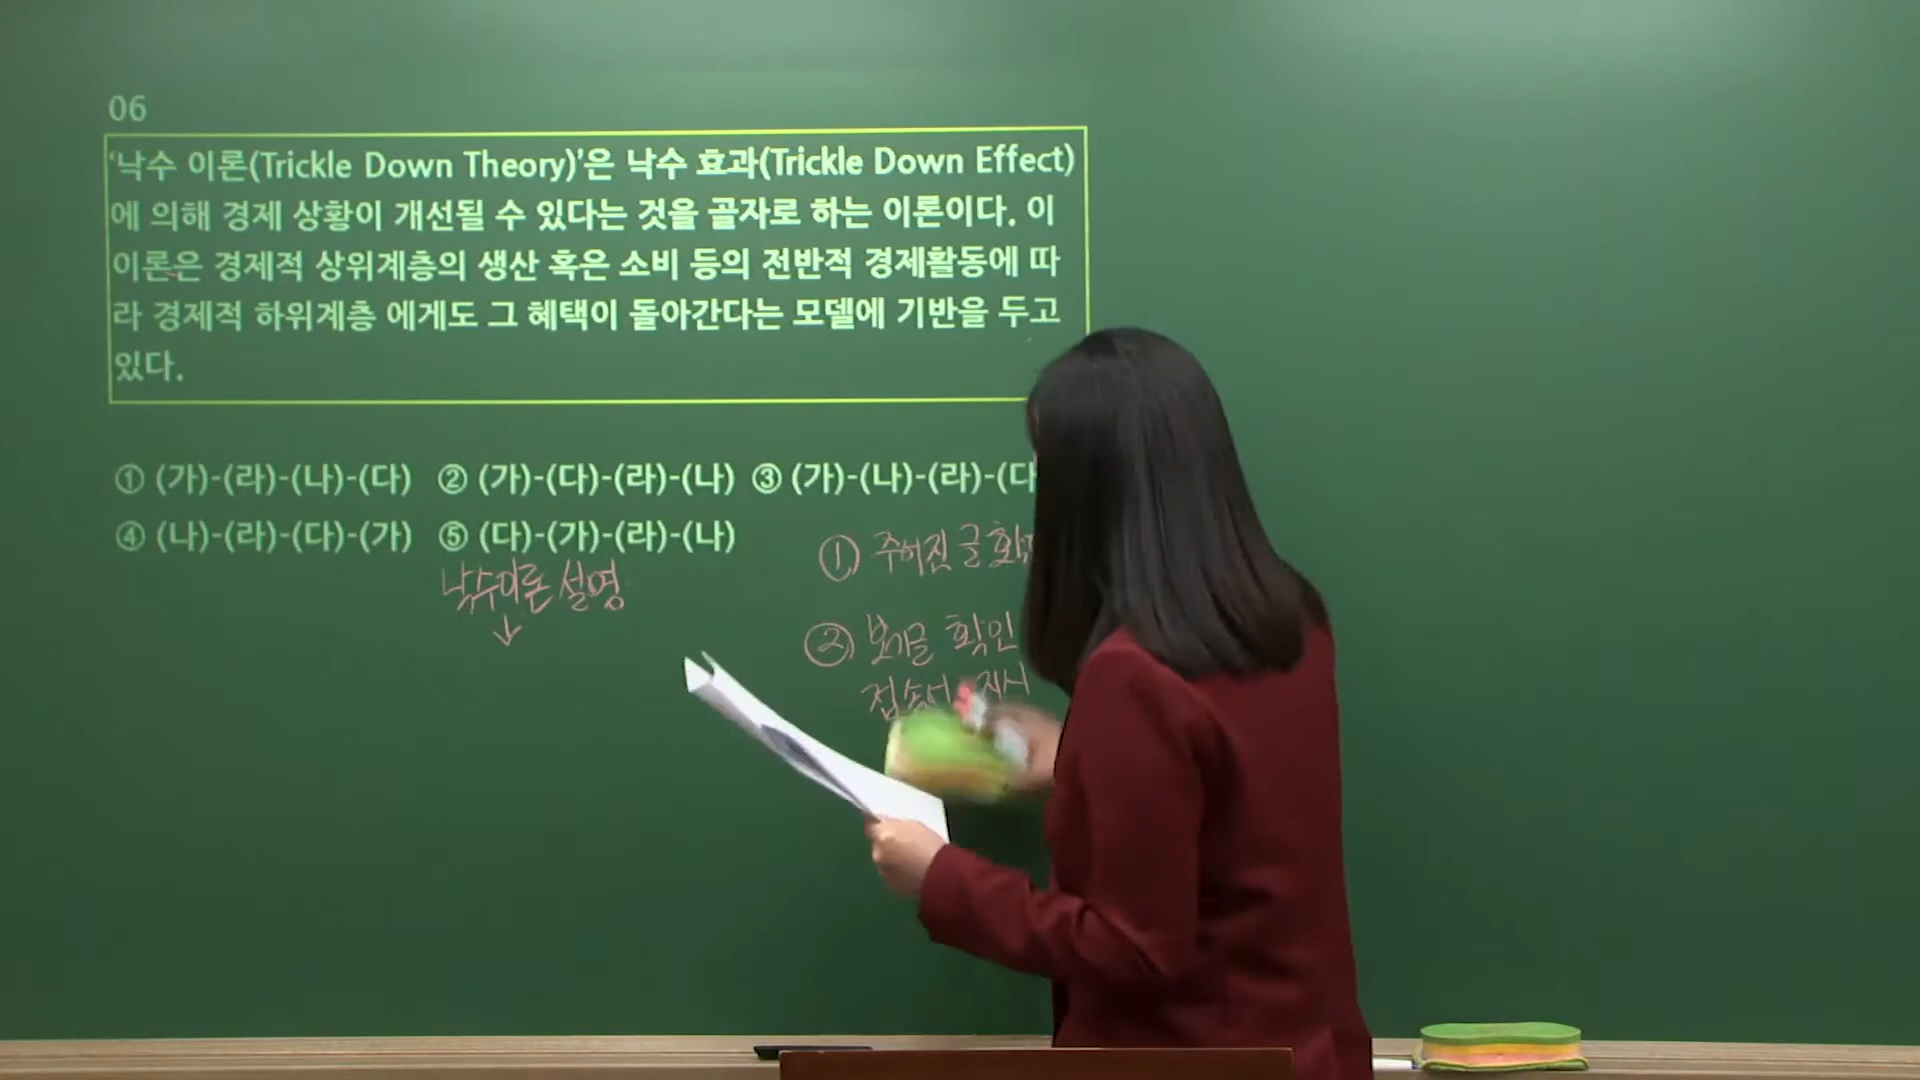 06
‘낙수 이론(Trickle Down Theory)’은 낙수 효과(Trickle Down Effect)
에 의해 경제 상황이 개선될 수 있다는 것을 골자로 하는 이론이다. 이
이론은 경제적 상위계층의 생산 혹은 소비 등의 전반적 경제활동에 따
라 경제적 하위계층 에게도 그 혜택이 돌아간다는 모델에 기반을 두고
있다.
① (가)-(라)-(나)-(다) ② (가)-(다)-(라)-(나) ③ (가)-(나)-(라)-(다
④ (나)-(라)-(다)-(가) ⑤ (다)-(가)-(라)-(나)
낙수이론 설명
↓
① 주어진 글
② 보기글 확인
접속어 지시